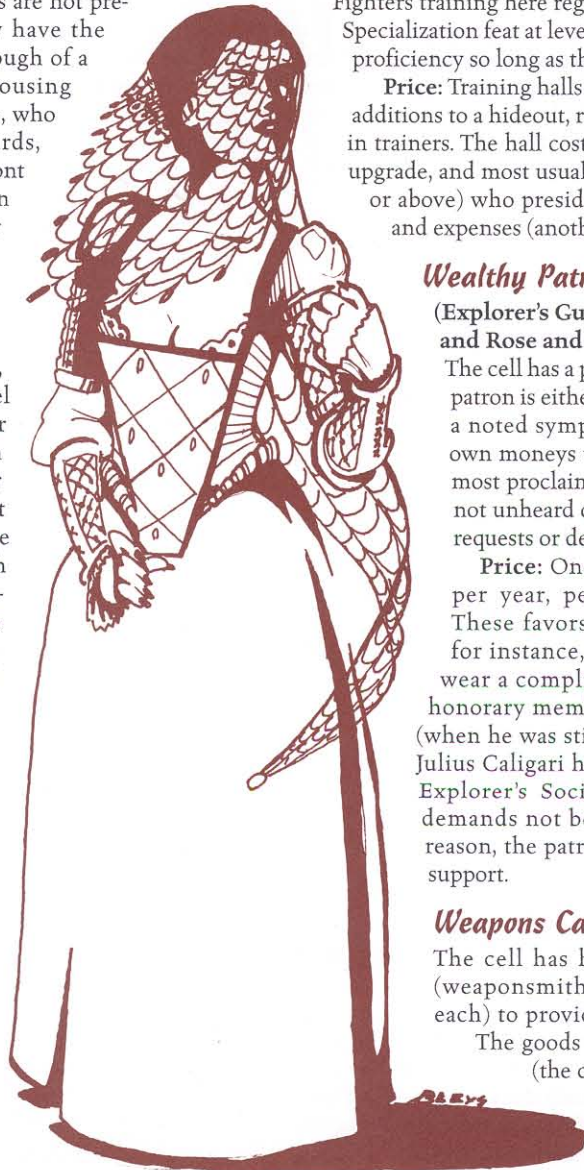 s are not pre-
y have the
ough of a
ousing
, who
rds,
ont
n
,
el
r
t
e
n
-
Fighters training here reg
Specialization feat at leve
proficiency so long as th
Price: Training halls
additions to a hideout, r
in trainers. The hall cost
upgrade, and most usual
or above) who presid
and expenses (anoth
Wealthy Patr
(Explorer's Gu
and Rose and
The cell has a p
patron is either
a noted symp
own moneys
most proclaim
not unheard
requests or de
Price: On
per year, pe
These favors
for instance,
wear a compl
honorary mem
(when he was sti
Julius Caligari h
Explorer's Soci
demands not be
reason, the patr
support.
Weapons Ca
The cell has h
(weaponsmith
each) to provid
The goods
(the
BLEYS